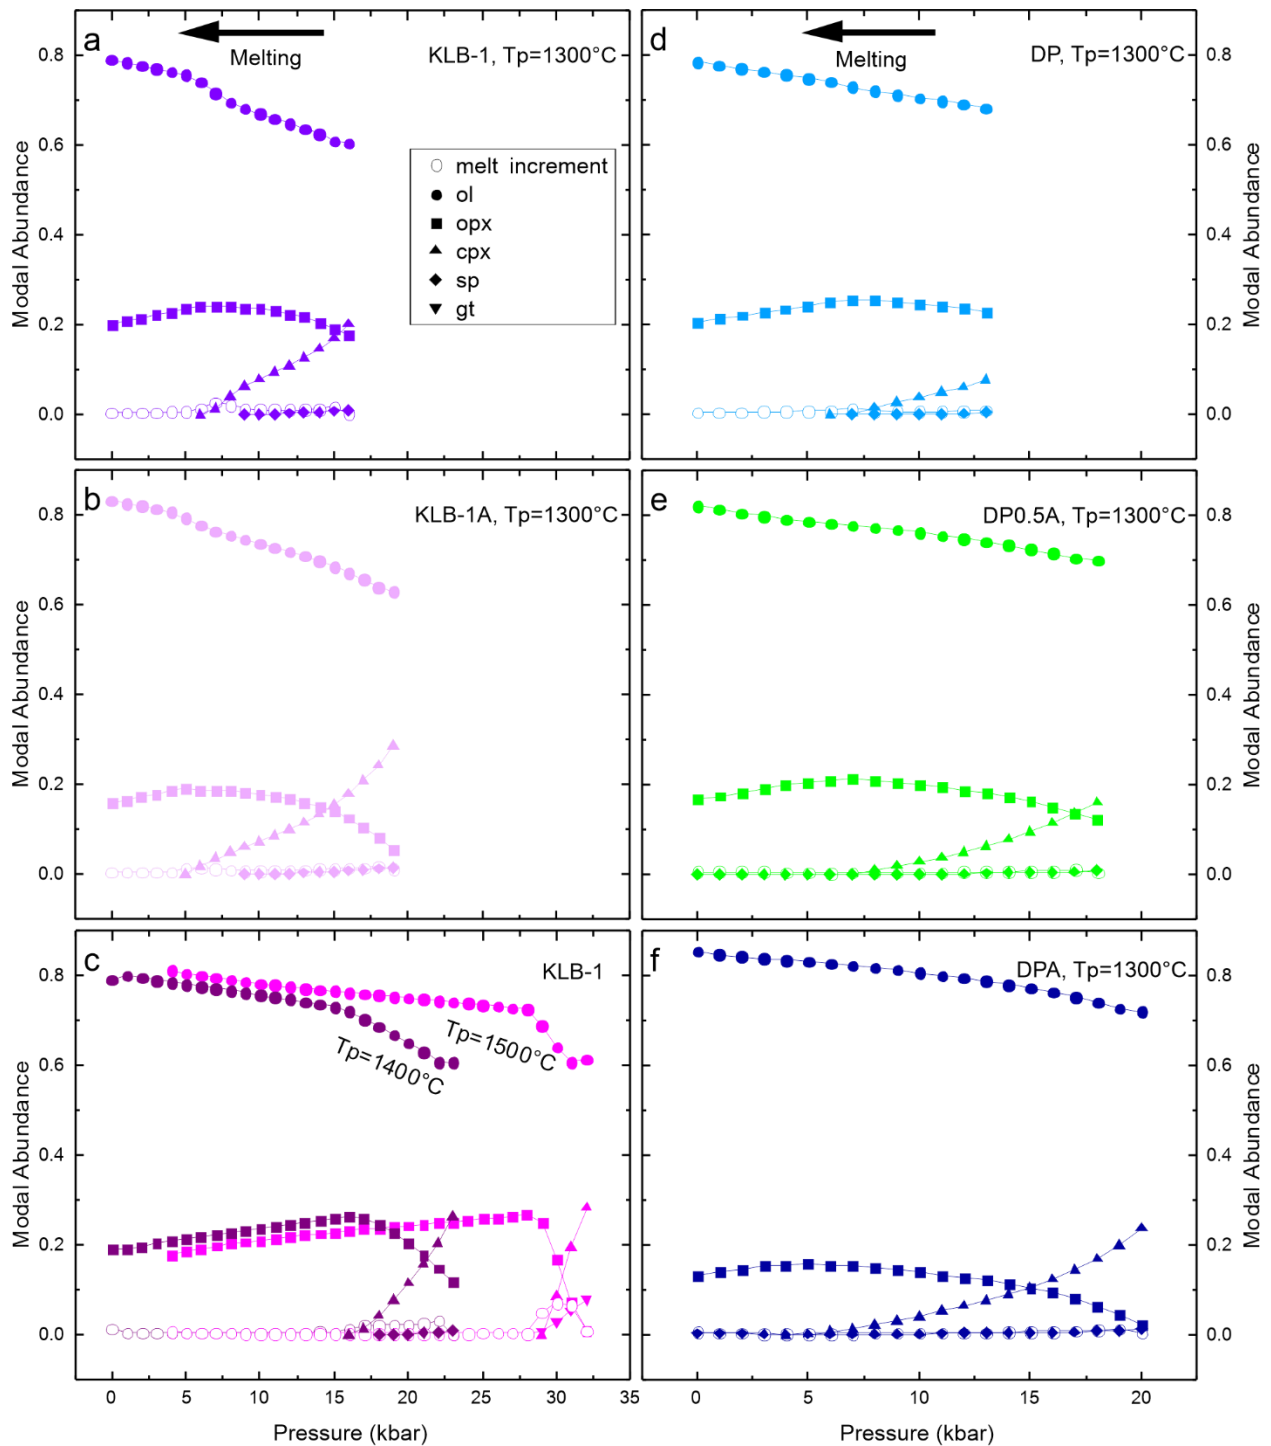 a
Melting
KLB-1, Tp=1300°C
0.8
0.6
0.4
0.2
0.0
Modal Abundance
melt increment
ol
opx
cpx
sp
gt
d
Melting
DP, Tp=1300°C
0.8
0.6
0.4
0.2
0.0
Modal Abundance
b
KLB-1A, Tp=1300°C
0.8
0.6
0.4
0.2
0.0
Modal Abundance
e
DP0.5A, Tp=1300°C
0.8
0.6
0.4
0.2
0.0
Modal Abundance
c
KLB-1
Tp=1500°C
Tp=1400°C
0.8
0.6
0.4
0.2
0.0
Modal Abundance
0 5 10 15 20 25 30 35
Pressure (kbar)
f
DPA, Tp=1300°C
0.8
0.6
0.4
0.2
0.0
Modal Abundance
0 5 10 15 20
Pressure (kbar)